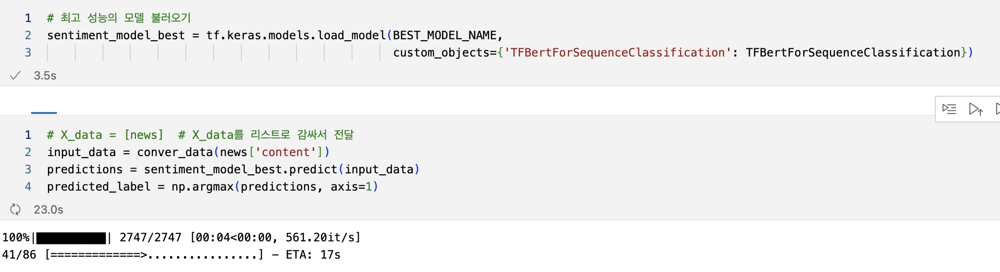 1 # 최고 성능의 모델 불러오기
2 sentiment_model_best = tf.keras.models.load_model(BEST_MODEL_NAME,
3 custom_objects={'TFBertForSequenceClassification': TFBertForSequenceClassification})
3.5s
1 # X_data = [news]  # X_data를 리스트로 감싸서 전달
2 input_data = conver_data(news['content'])
3 predictions = sentiment_model_best.predict(input_data)
4 predicted_label = np.argmax(predictions, axis=1)
23.0s
100%|██████████| 2747/2747 [00:04<00:00, 561.20it/s]
41/86 [=============>................] - ETA: 17s